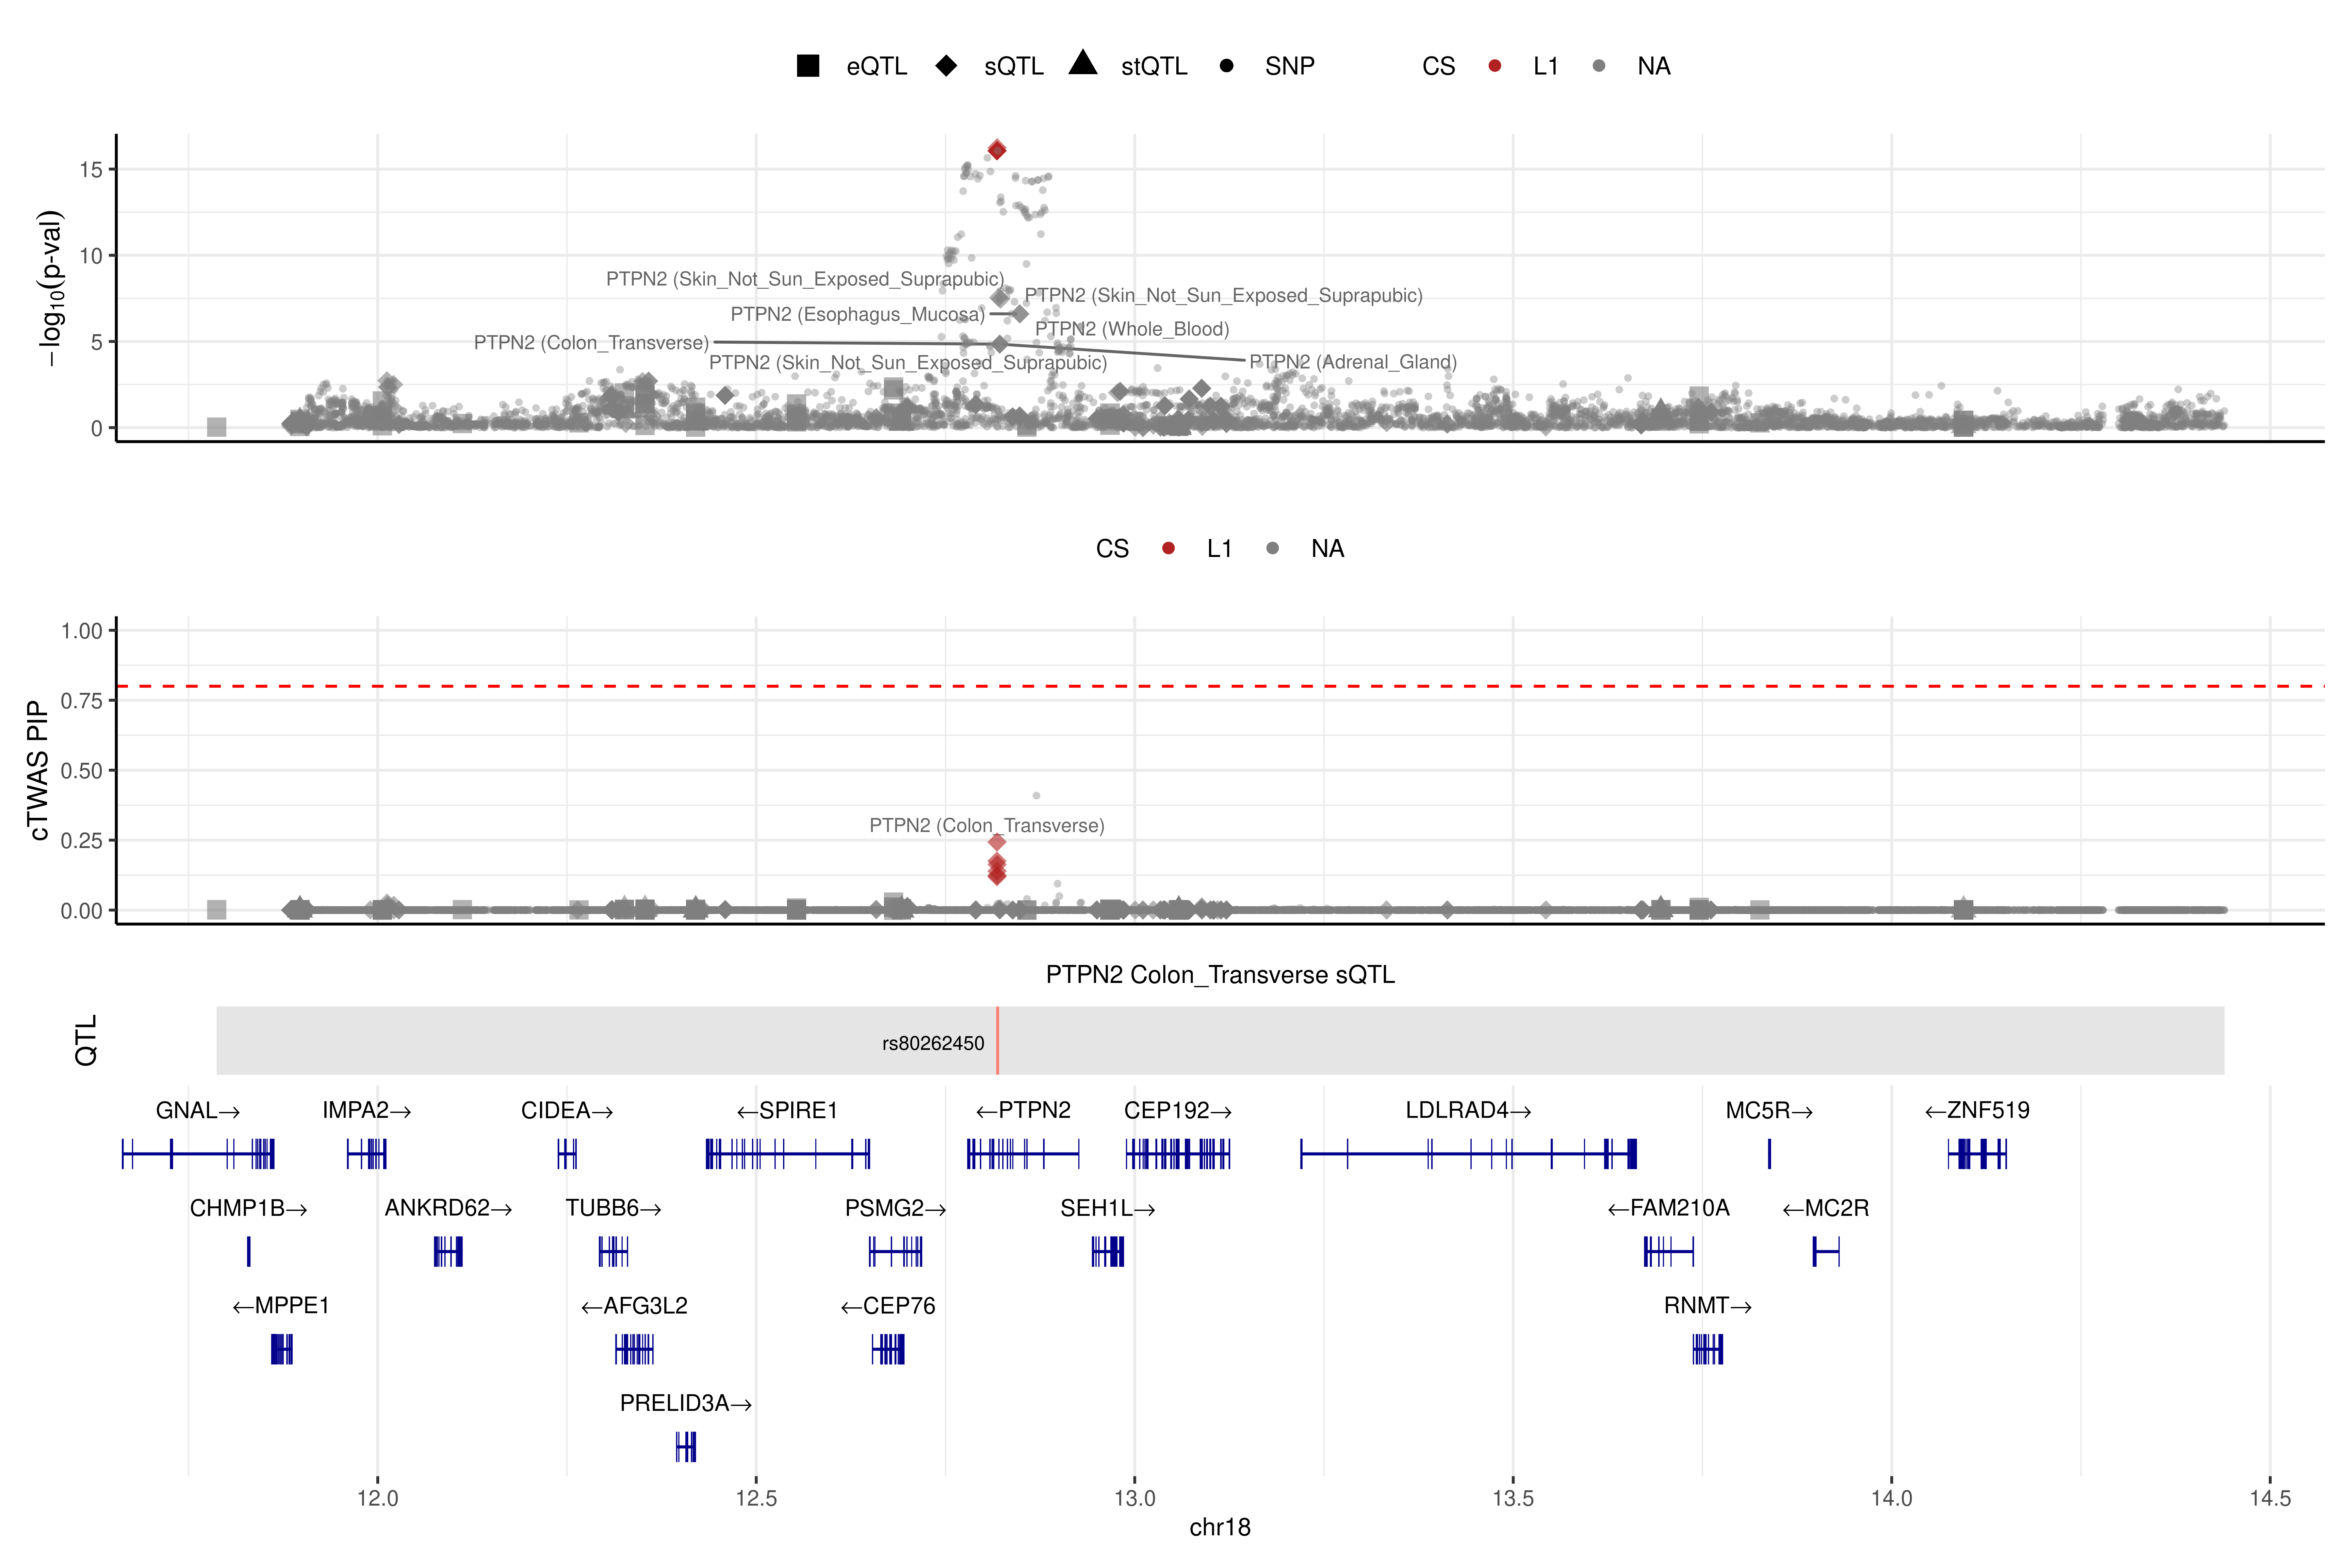 eQTL sQTL stQTL SNP CS L1 NA
−log10(p-val)
15
10
5
0
PTPN2 (Skin_Not_Sun_Exposed_Suprapubic)
PTPN2 (Skin_Not_Sun_Exposed_Suprapubic)
PTPN2 (Esophagus_Mucosa)
PTPN2 (Whole_Blood)
PTPN2 (Colon_Transverse)
PTPN2 (Skin_Not_Sun_Exposed_Suprapubic)
PTPN2 (Adrenal_Gland)
CS L1 NA
cTWAS PIP
1.00
0.75
0.50
0.25
0.00
PTPN2 (Colon_Transverse)
PTPN2 Colon_Transverse sQTL
QTL
rs80262450
GNAL→ IMPA2→ CIDEA→ ←SPIRE1 ←PTPN2 CEP192→ LDLRAD4→ MC5R→ ←ZNF519
CHMP1B→ ANKRD62→ TUBB6→ PSMG2→ SEH1L→ ←FAM210A ←MC2R
←MPPE1 ←AFG3L2 ←CEP76 RNMT→
PRELID3A→
12.0 12.5 13.0 13.5 14.0 14.5
chr18